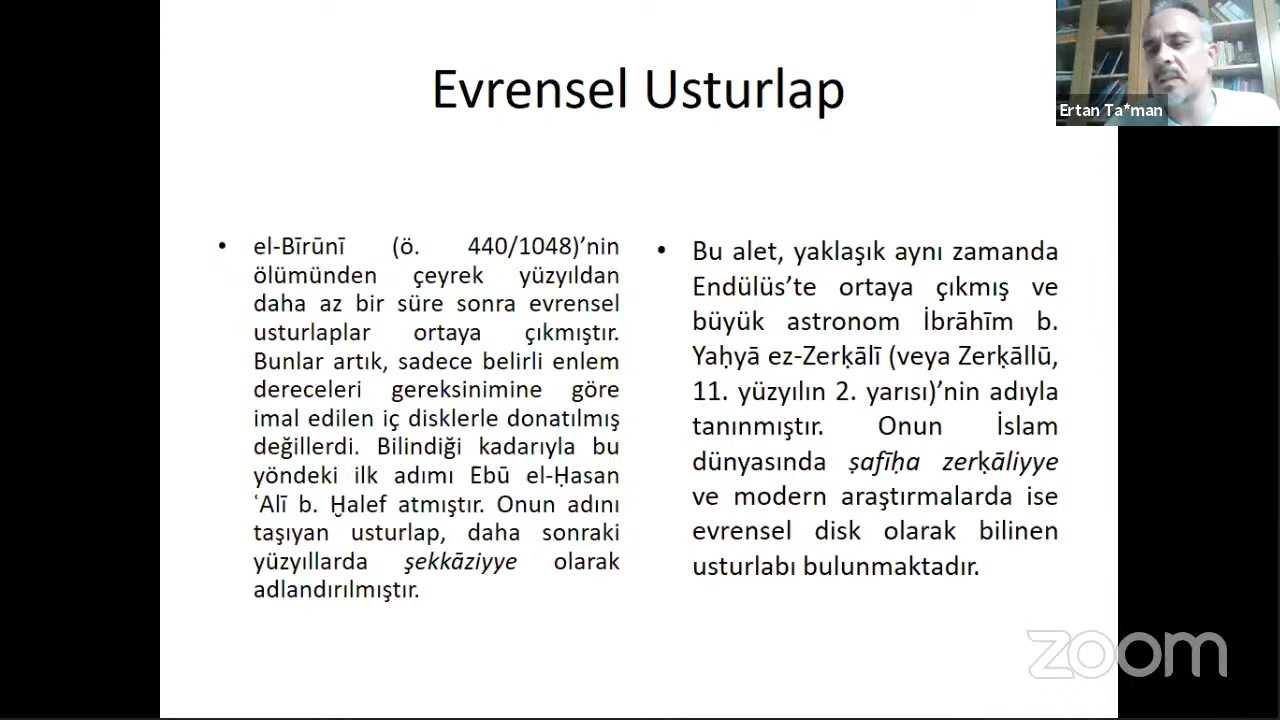 Evrensel Usturlap
Ertan Ta*man
• el-Bīrūnī (ö. 440/1048)’nin
ölümünden çeyrek yüzyıldan
daha az bir süre sonra evrensel
usturlaplar ortaya çıkmıştır.
Bunlar artık, sadece belirli enlem
dereceleri gereksinimine göre
imal edilen iç disklerle donatılmış
değillerdi. Bilindiği kadarıyla bu
yöndeki ilk adımı Ebū el-Ḥasan
ʿAlī b. Ḫalef atmıştır. Onun adını
taşıyan usturlap, daha sonraki
yüzyıllarda şekkāziyye olarak
adlandırılmıştır.
• Bu alet, yaklaşık aynı zamanda
Endülüs’te ortaya çıkmış ve
büyük astronom İbrāhīm b.
Yaḥyā ez-Zerḳālī (veya Zerḳāllū,
11. yüzyılın 2. yarısı)’nin adıyla
tanınmıştır. Onun İslam
dünyasında ṣafīḥa zerḳāliyye
ve modern araştırmalarda ise
evrensel disk olarak bilinen
usturlabı bulunmaktadır.
zoom